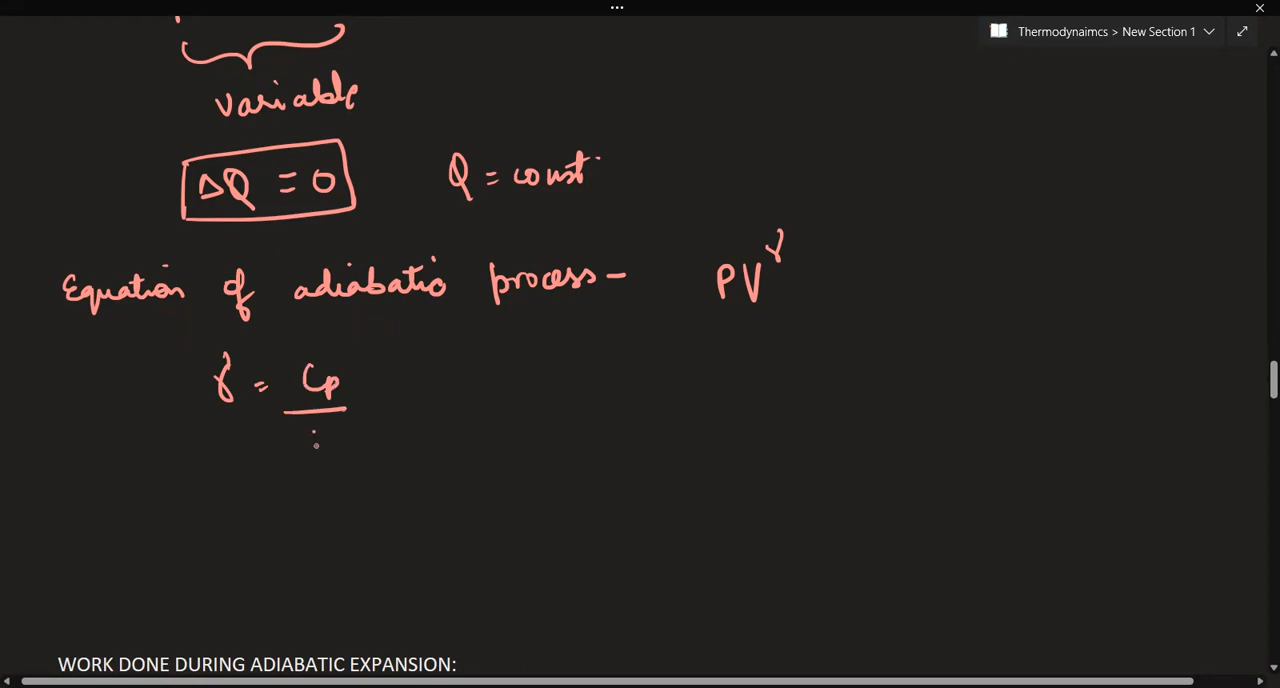 Thermodynaimcs > New Section 1
variable
ΔQ = 0 Q = const
Equation of adiabatic process - PV^γ
γ = Cp
WORK DONE DURING ADIABATIC EXPANSION: